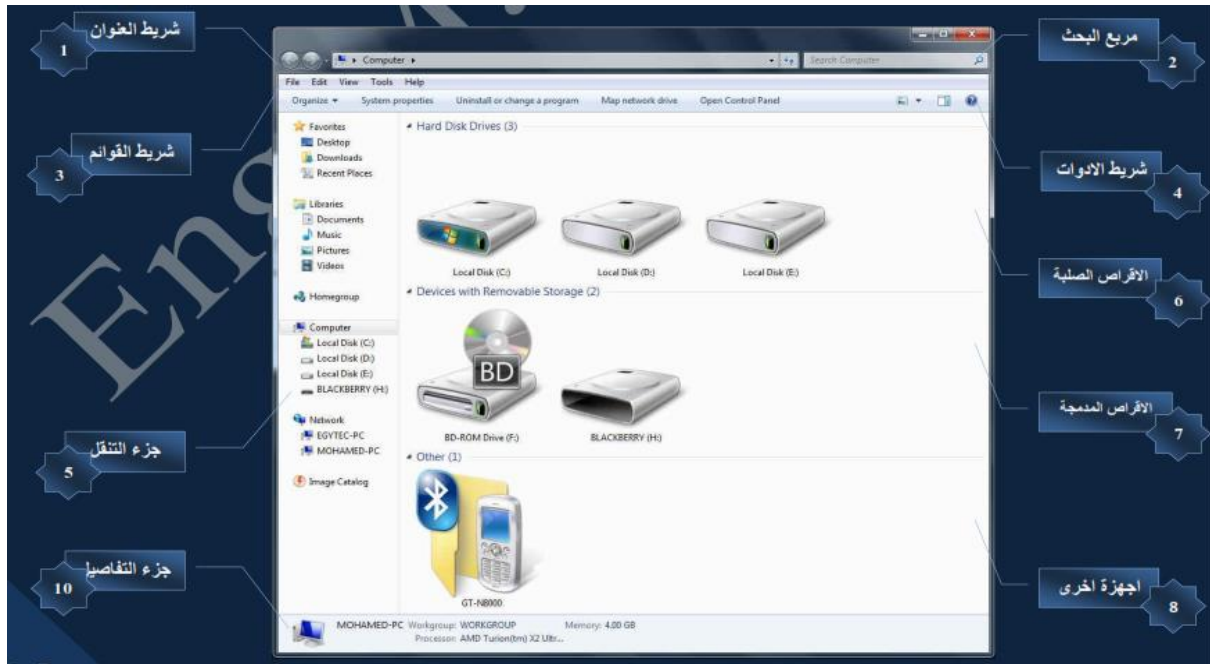 شريط العنوان
1
مربع البحث
2
Computer
Search Computer
File Edit View Tools Help
Organize System properties Uninstall or change a program Map network drive Open Control Panel
شريط القوائم
3
شريط الادوات
4
Favorites
Desktop
Downloads
Recent Places
Libraries
Documents
Music
Pictures
Videos
Homegroup
Computer
Local Disk (C:)
Local Disk (D:)
Local Disk (E:)
BLACKBERRY (H:)
Network
EGYTEC-PC
MOHAMED-PC
Image Catalog
Hard Disk Drives (3)
Local Disk (C:) Local Disk (D:) Local Disk (E:)
الاقراص الصلبة
6
Devices with Removable Storage (2)
BD
BD-ROM Drive (F:) BLACKBERRY (H:)
الاقراص المدمجة
7
جزء التنقل
5
Other (1)
GT-N8000
اجهزة اخرى
8
جزء التفاصيل
10
MOHAMED-PC Workgroup: WORKGROUP Memory: 4.00 GB
Processor: AMD Turion(tm) X2 Ultr...